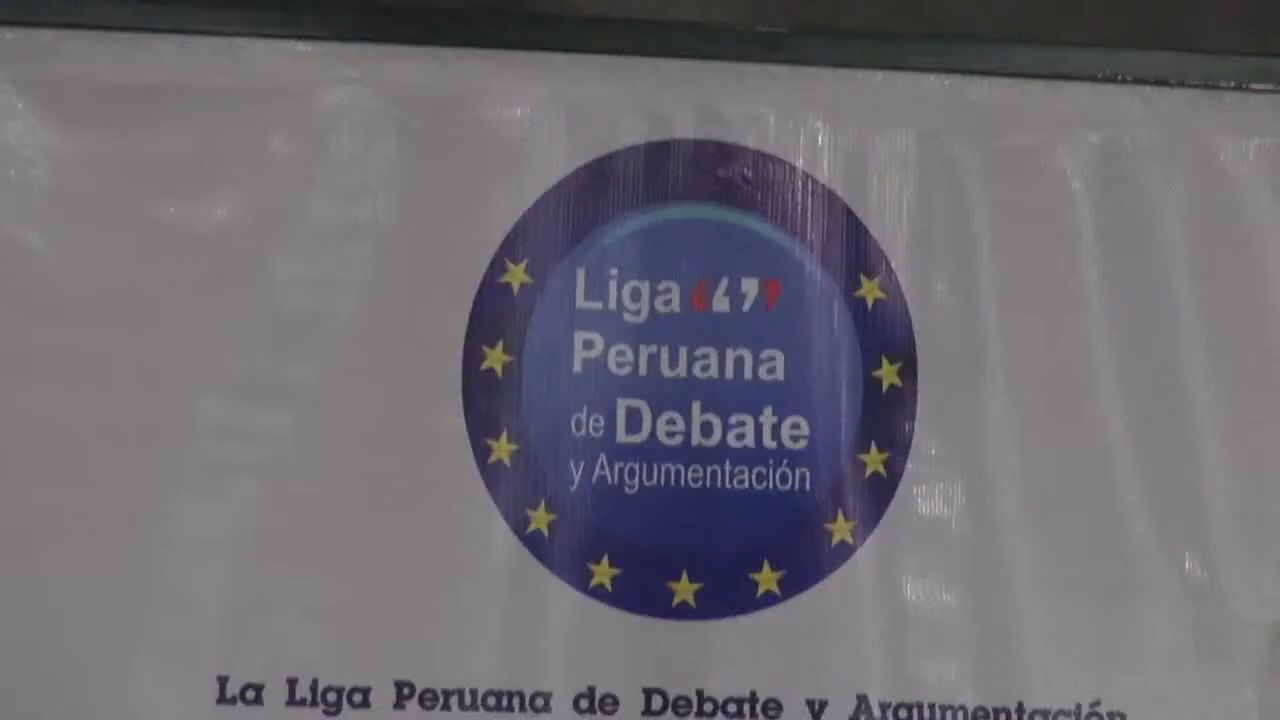 Liga “”
Peruana
de Debate
y Argumentación
La Liga Peruana de Debate y Argumentación